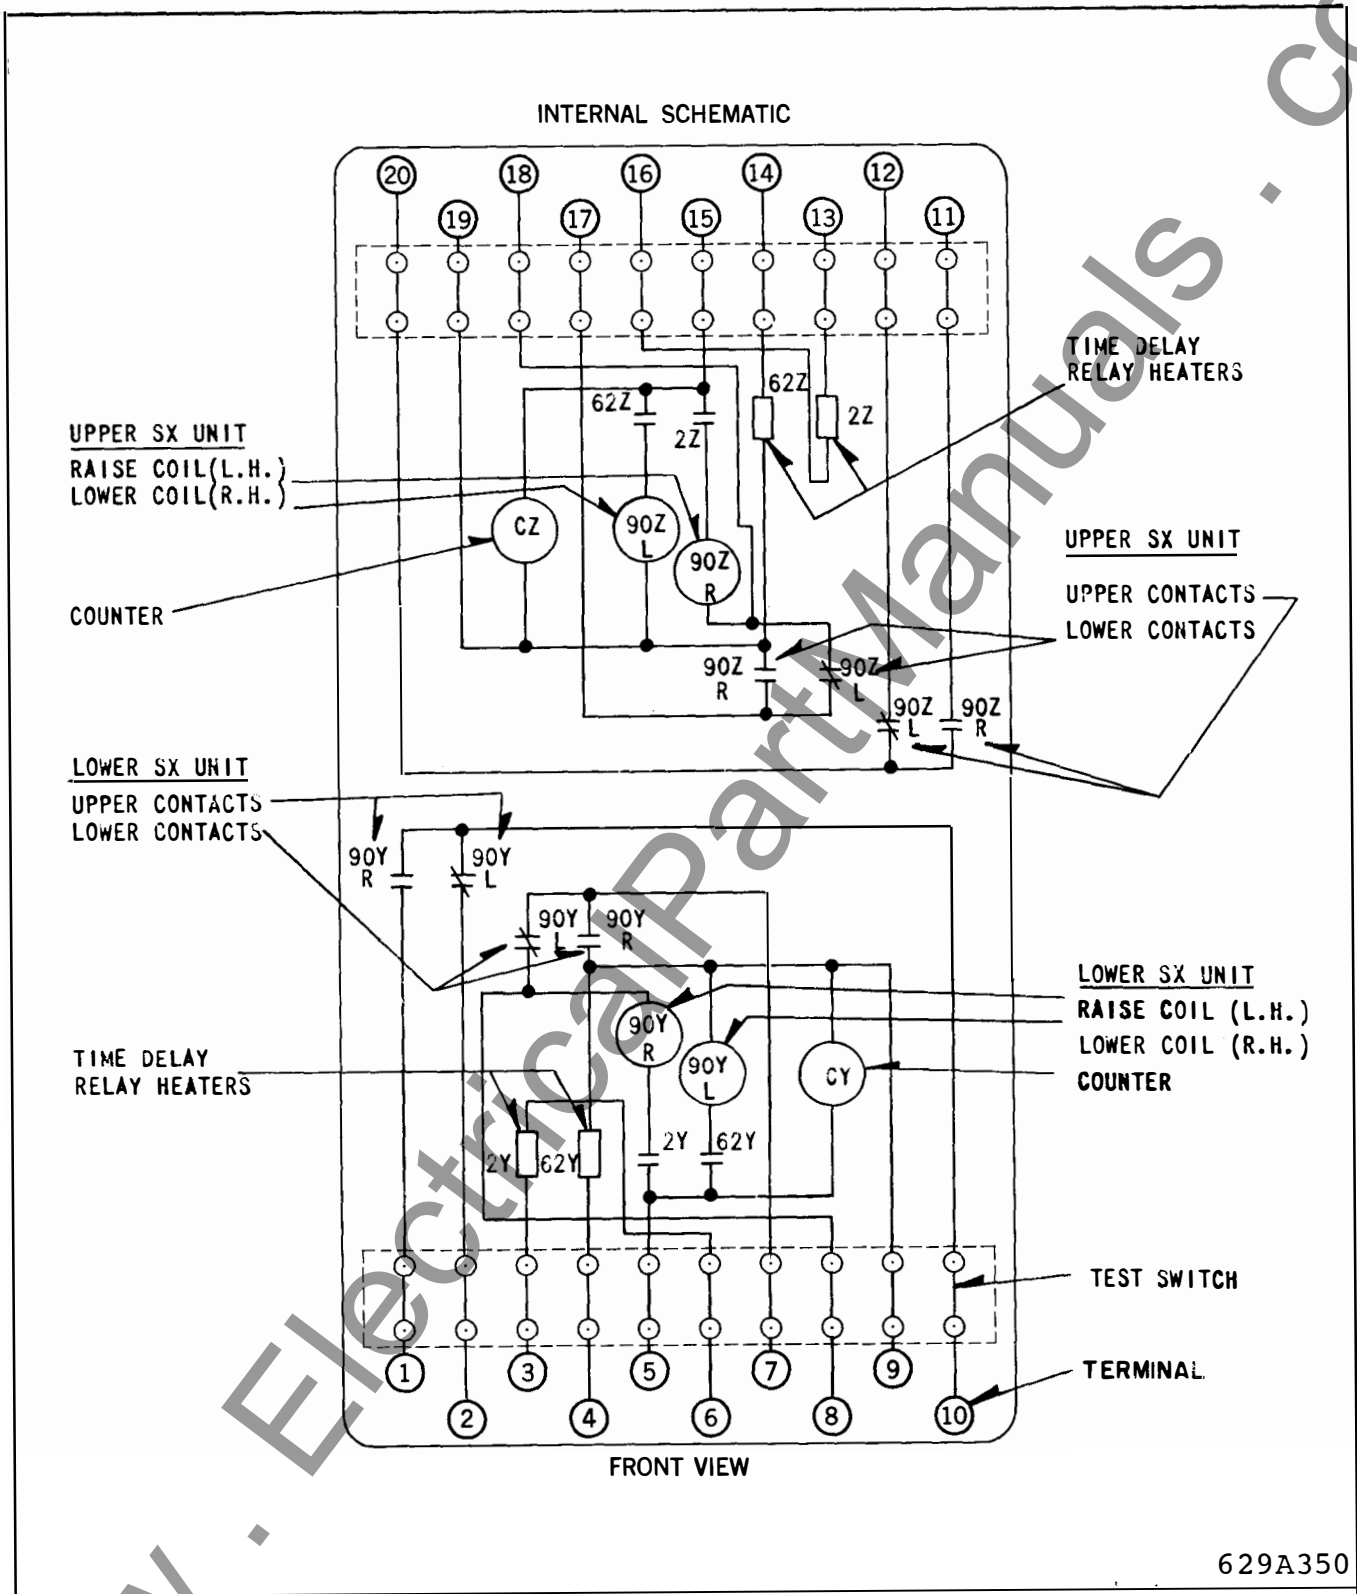 INTERNAL SCHEMATIC
20 18 16 14 12
19 17 15 13 11
TIME DELAY
RELAY HEATERS
62Z 2Z 62Z 2Z
UPPER SX UNIT
RAISE COIL(L.H.)
LOWER COIL(R.H.)
CZ
90Z
L
90Z
R
UPPER SX UNIT
UPPER CONTACTS
LOWER CONTACTS
COUNTER
90Z
R
90Z
L
90Z
L
90Z
R
LOWER SX UNIT
UPPER CONTACTS
LOWER CONTACTS
90Y
R
90Y
L
90Y
L
90Y
R
LOWER SX UNIT
RAISE COIL (L.H.)
LOWER COIL (R.H.)
COUNTER
90Y
R
90Y
L
CY
TIME DELAY
RELAY HEATERS
2Y 62Y 2Y 62Y
TEST SWITCH
1 3 5 7 9
2 4 6 8 10
TERMINAL
FRONT VIEW
629A350
w . ElectricalPartManuals . co